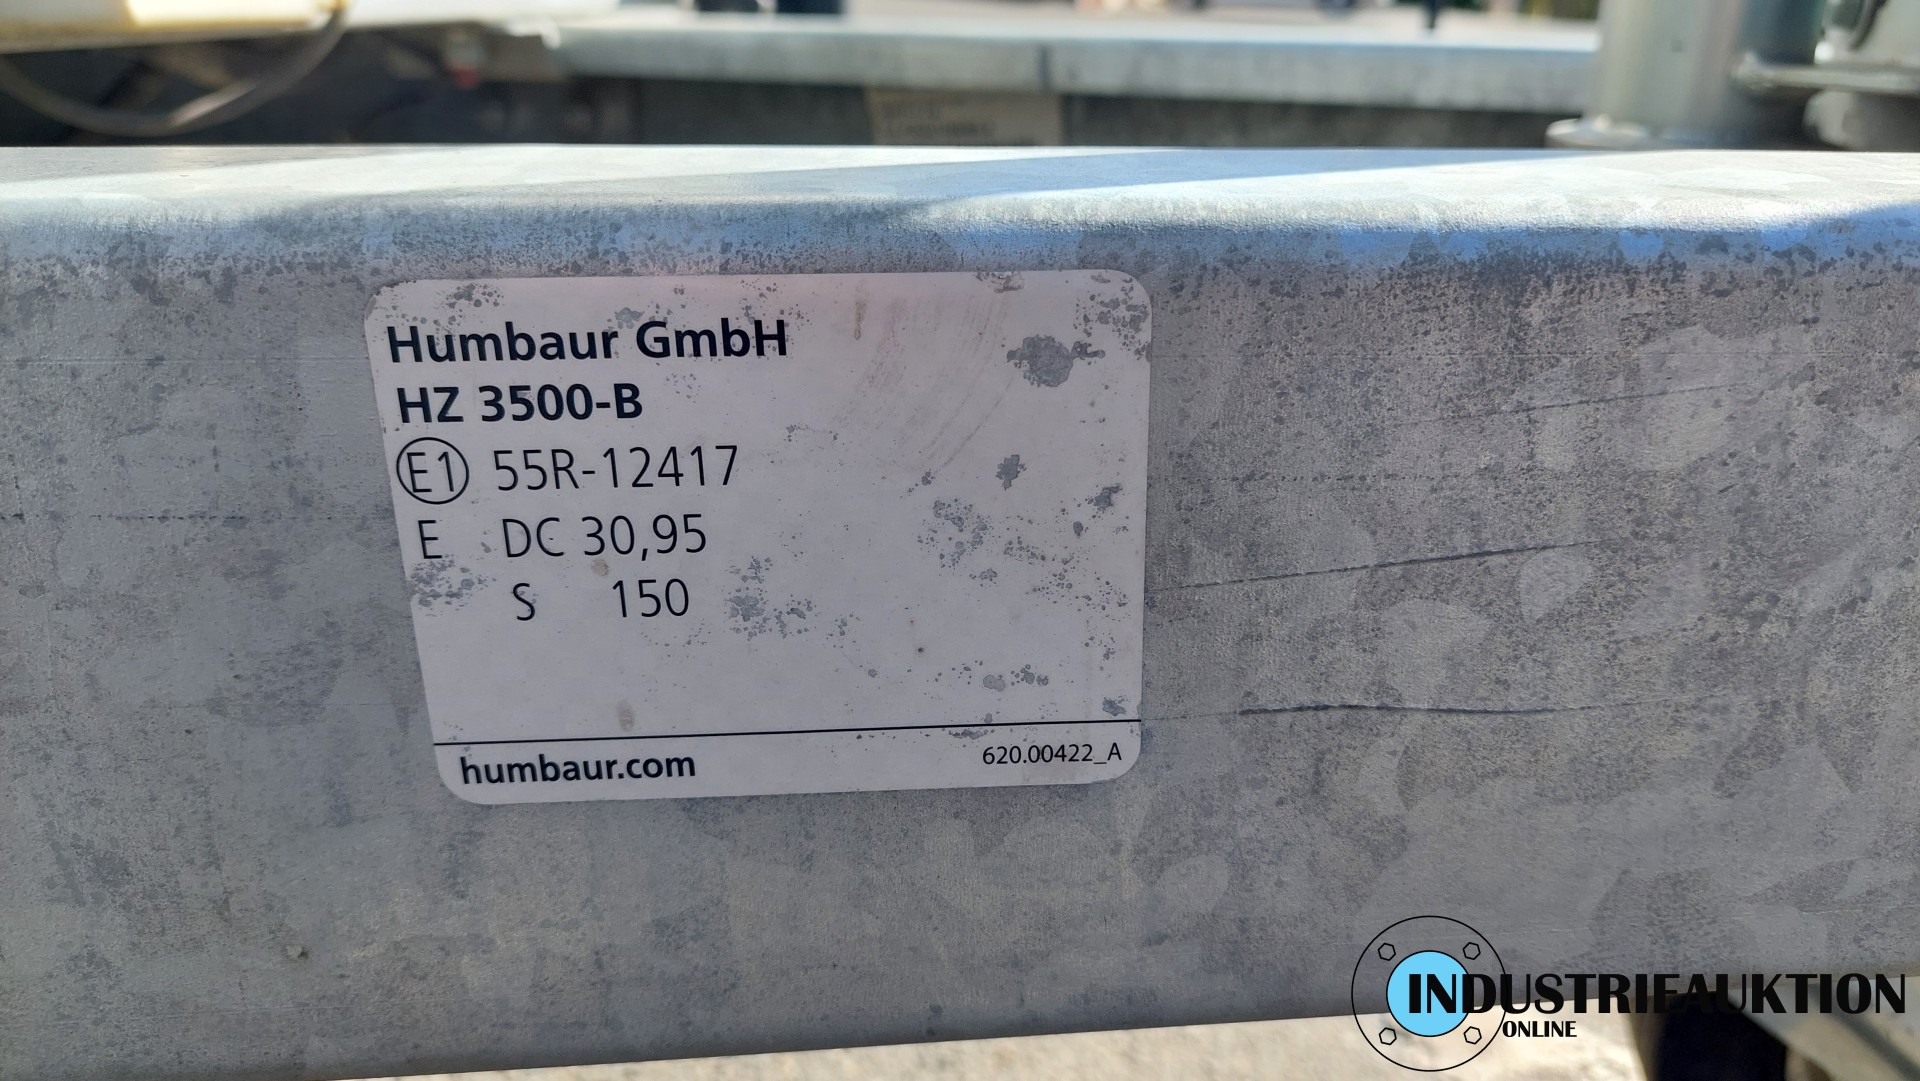 Humbaur GmbH
HZ 3500-B
E1 55R-12417
E DC 30,95
S 150
humbaur.com 620.00422_A
INDUSTRIEAUKTION
ONLINE